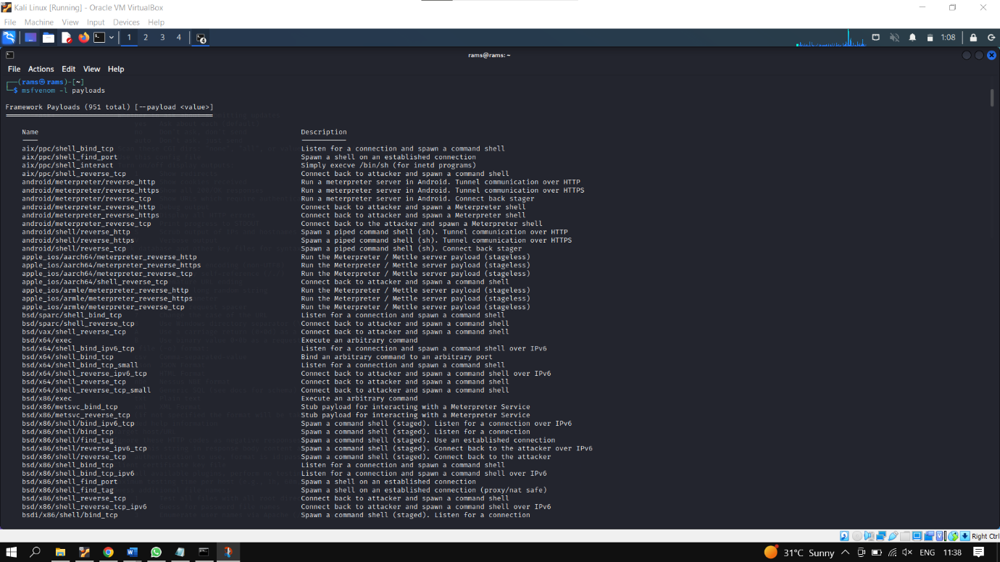 Kali Linux [Running] - Oracle VM VirtualBox
File Machine View Input Devices Help
1 2 3 4 4 1:08
rams@rams: ~
File Actions Edit View Help
(rams㉿rams)-[~]
$ msfvenom -l payloads
Framework Payloads (951 total) [--payload <value>]
Name Description
aix/ppc/shell_bind_tcp Listen for a connection and spawn a command shell
aix/ppc/shell_find_port Spawn a shell on an established connection
aix/ppc/shell_interact Simply execve /bin/sh (for inetd programs)
aix/ppc/shell_reverse_tcp Connect back to attacker and spawn a command shell
android/meterpreter/reverse_http Run a meterpreter server in Android. Tunnel communication over HTTP
android/meterpreter/reverse_https Run a meterpreter server in Android. Tunnel communication over HTTPS
android/meterpreter/reverse_tcp Run a meterpreter server in Android. Connect back stager
android/meterpreter_reverse_http Connect back to attacker and spawn a Meterpreter shell
android/meterpreter_reverse_https Connect back to attacker and spawn a Meterpreter shell
android/meterpreter_reverse_tcp Connect back to the attacker and spawn a Meterpreter shell
android/shell/reverse_http Spawn a piped command shell (sh). Tunnel communication over HTTP
android/shell/reverse_https Spawn a piped command shell (sh). Tunnel communication over HTTPS
android/shell/reverse_tcp Spawn a piped command shell (sh). Connect back stager
apple_ios/aarch64/meterpreter_reverse_http Run the Meterpreter / Mettle server payload (stageless)
apple_ios/aarch64/meterpreter_reverse_https Run the Meterpreter / Mettle server payload (stageless)
apple_ios/aarch64/meterpreter_reverse_tcp Run the Meterpreter / Mettle server payload (stageless)
apple_ios/aarch64/shell_reverse_tcp Connect back to attacker and spawn a command shell
apple_ios/armle/meterpreter_reverse_http Run the Meterpreter / Mettle server payload (stageless)
apple_ios/armle/meterpreter_reverse_https Run the Meterpreter / Mettle server payload (stageless)
apple_ios/armle/meterpreter_reverse_tcp Run the Meterpreter / Mettle server payload (stageless)
bsd/sparc/shell_bind_tcp Listen for a connection and spawn a command shell
bsd/sparc/shell_reverse_tcp Connect back to attacker and spawn a command shell
bsd/vax/shell_reverse_tcp Connect back to attacker and spawn a command shell
bsd/x64/exec Execute an arbitrary command
bsd/x64/shell_bind_ipv6_tcp Listen for a connection and spawn a command shell over IPv6
bsd/x64/shell_bind_tcp Bind an arbitrary command to an arbitrary port
bsd/x64/shell_bind_tcp_small Listen for a connection and spawn a command shell
bsd/x64/shell_reverse_ipv6_tcp Connect back to attacker and spawn a command shell over IPv6
bsd/x64/shell_reverse_tcp Connect back to attacker and spawn a command shell
bsd/x64/shell_reverse_tcp_small Connect back to attacker and spawn a command shell
bsd/x86/exec Execute an arbitrary command
bsd/x86/metsvc_bind_tcp Stub payload for interacting with a Meterpreter Service
bsd/x86/metsvc_reverse_tcp Stub payload for interacting with a Meterpreter Service
bsd/x86/shell/bind_ipv6_tcp Spawn a command shell (staged). Listen for a connection over IPv6
bsd/x86/shell/bind_tcp Spawn a command shell (staged). Listen for a connection
bsd/x86/shell/find_tag Spawn a command shell (staged). Use an established connection
bsd/x86/shell/reverse_ipv6_tcp Spawn a command shell (staged). Connect back to the attacker over IPv6
bsd/x86/shell/reverse_tcp Spawn a command shell (staged). Connect back to the attacker
bsd/x86/shell_bind_tcp Listen for a connection and spawn a command shell
bsd/x86/shell_bind_tcp_ipv6 Listen for a connection and spawn a command shell over IPv6
bsd/x86/shell_find_port Spawn a shell on an established connection
bsd/x86/shell_find_tag Spawn a shell on an established connection (proxy/nat safe)
bsd/x86/shell_reverse_tcp Connect back to attacker and spawn a command shell
bsd/x86/shell_reverse_tcp_ipv6 Connect back to attacker and spawn a command shell over IPv6
bsdi/x86/shell/bind_tcp Spawn a command shell (staged). Listen for a connection
Right Ctrl
31°C Sunny ENG 11:38